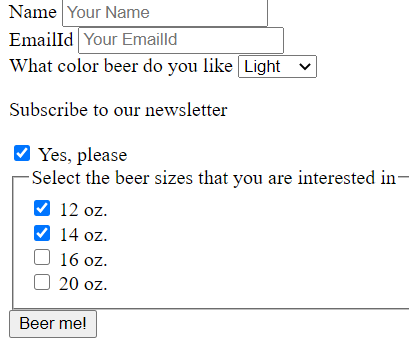 Name Your Name
EmailId Your EmailId
What color beer do you like Light
Subscribe to our newsletter
Yes, please
Select the beer sizes that you are interested in
12 oz.
14 oz.
16 oz.
20 oz.
Beer me!